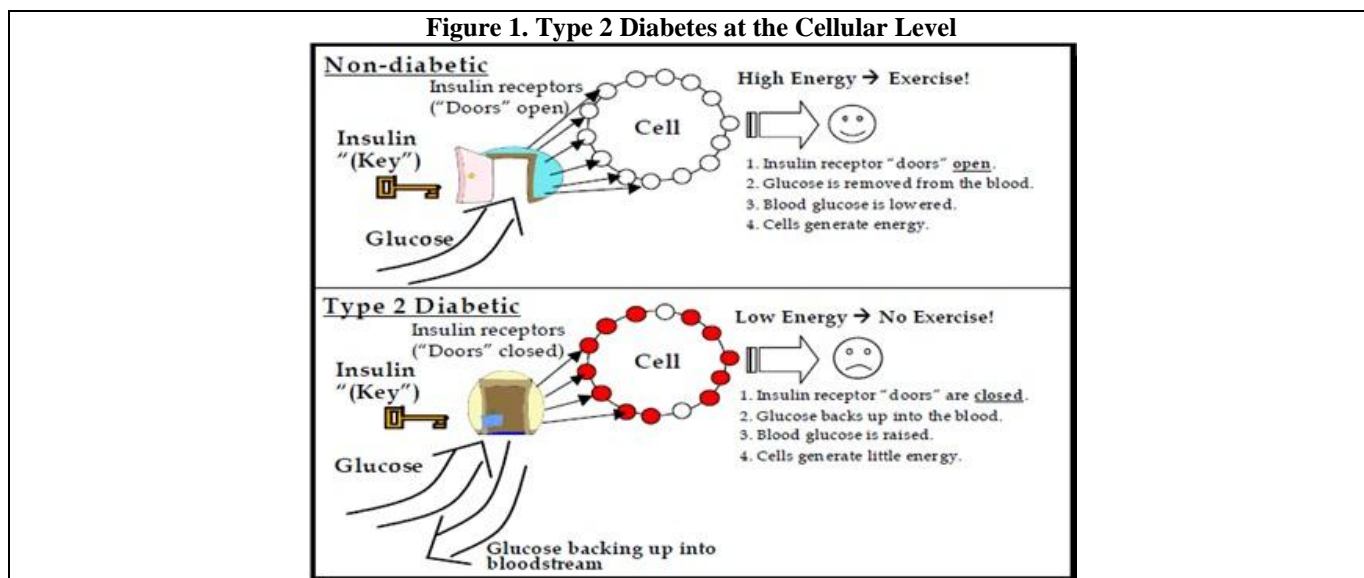 Figure 1. Type 2 Diabetes at the Cellular Level
Non-diabetic
Insulin receptors
("Doors" open)
Insulin
"(Key")
Glucose
Cell
High Energy → Exercise!
1. Insulin receptor "doors" open.
2. Glucose is removed from the blood.
3. Blood glucose is lowered.
4. Cells generate energy.
Type 2 Diabetic
Insulin receptors
("Doors" closed)
Insulin
"(Key")
Glucose
Cell
Low Energy → No Exercise!
1. Insulin receptor "doors" are closed.
2. Glucose backs up into the blood.
3. Blood glucose is raised.
4. Cells generate little energy.
Glucose backing up into
bloodstream